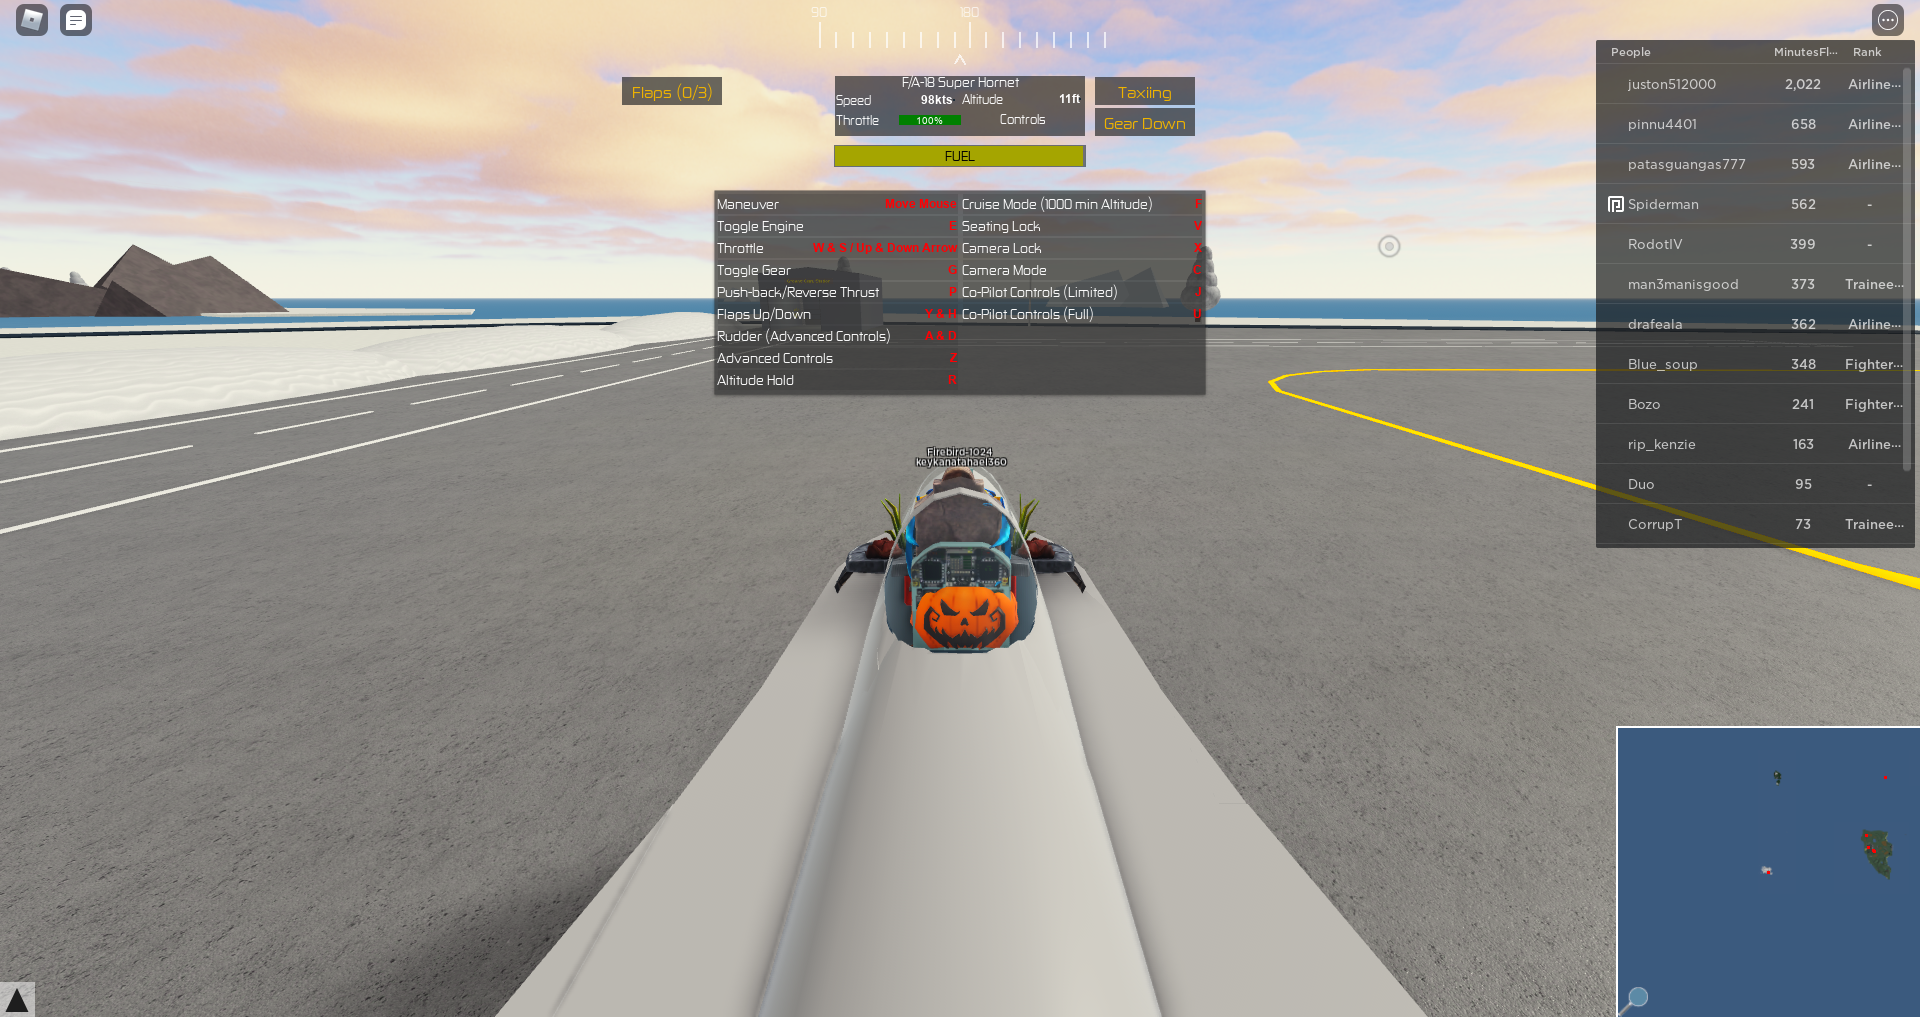 90
180
Flaps (0/3)
F/A-18 Super Hornet
Speed 98kts Altitude 11ft
Throttle 100% Controls
Taxiing
Gear Down
FUEL
Maneuver Move Mouse
Toggle Engine E
Throttle W & S / Up & Down Arrow
Toggle Gear G
Push-back/Reverse Thrust P
Flaps Up/Down
Rudder (Advanced Controls) A & D
Advanced Controls Z
Altitude Hold R
Cruise Mode (1000 min Altitude) F
Seating Lock V
Camera Lock X
Camera Mode
Co-Pilot Controls (Limited) J
Co-Pilot Controls (Full)
Firebird-1024
keykanatahael360
People MinutesFl... Rank
juston512000 2,022 Airline...
pinnu4401 658 Airline...
patasguangas777 593 Airline...
Spiderman 562 -
RodotIV 399 -
man3manisgood 373 Trainee...
drafeala 362 Airline...
Blue_soup 348 Fighter...
Bozo 241 Fighter...
rip_kenzie 163 Airline...
Duo 95 -
CorrupT 73 Trainee...